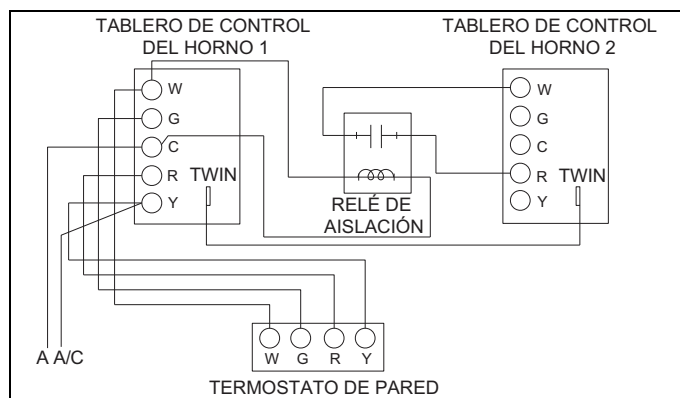 TABLERO DE CONTROL
DEL HORNO 1
TABLERO DE CONTROL
DEL HORNO 2
W
G
C
R
Y
TWIN
RELÉ DE
AISLACIÓN
W
G
C
R
Y
TWIN
A A/C
W G R Y
TERMOSTATO DE PARED